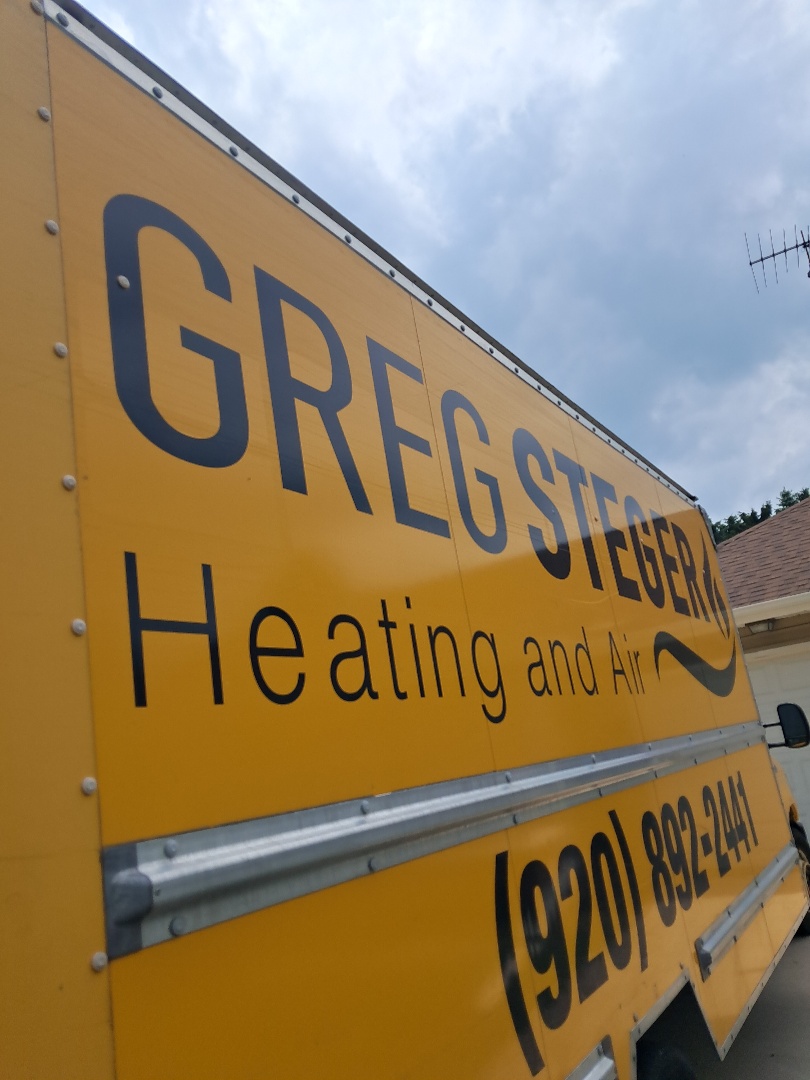 GREG STEGER
Heating and Air
(920) 892-2441